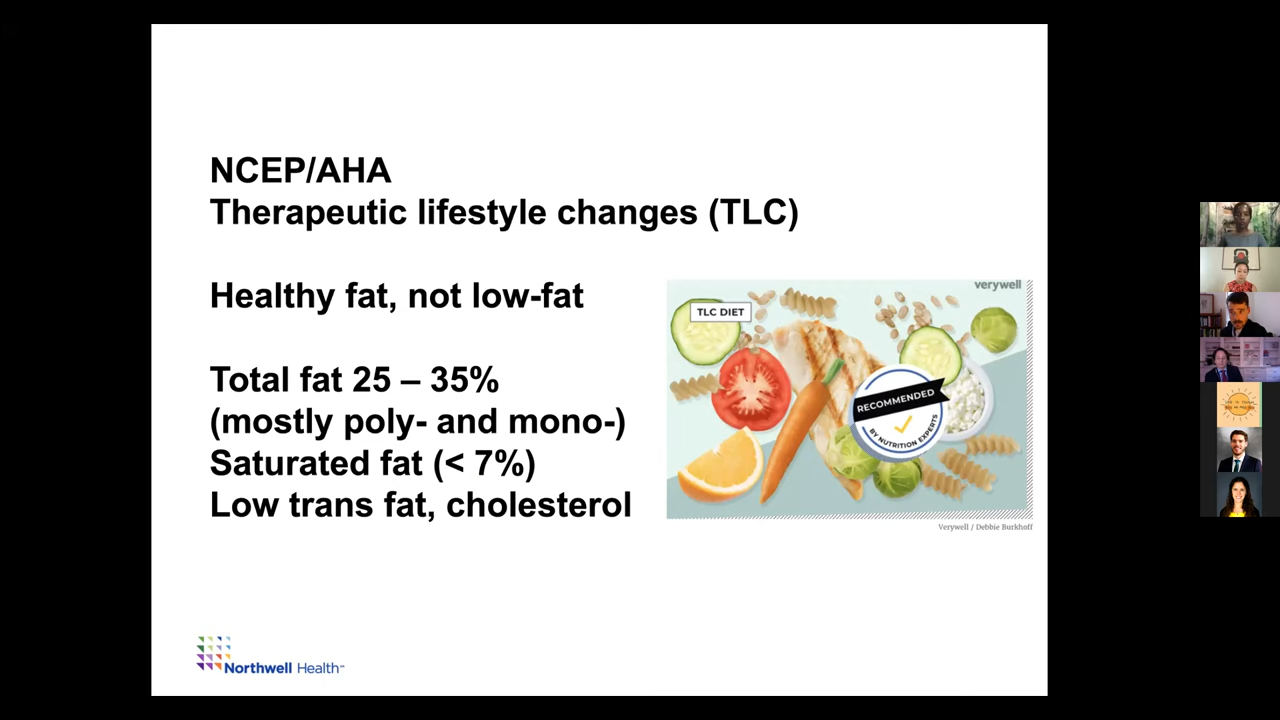 NCEP/AHA
Therapeutic lifestyle changes (TLC)
Healthy fat, not low-fat
Total fat 25 – 35%
(mostly poly- and mono-)
Saturated fat (< 7%)
Low trans fat, cholesterol
verywell
TLC DIET
RECOMMENDED
BY NUTRITION EXPERTS
Verywell / Debbie Burkhoff
Northwell Health™